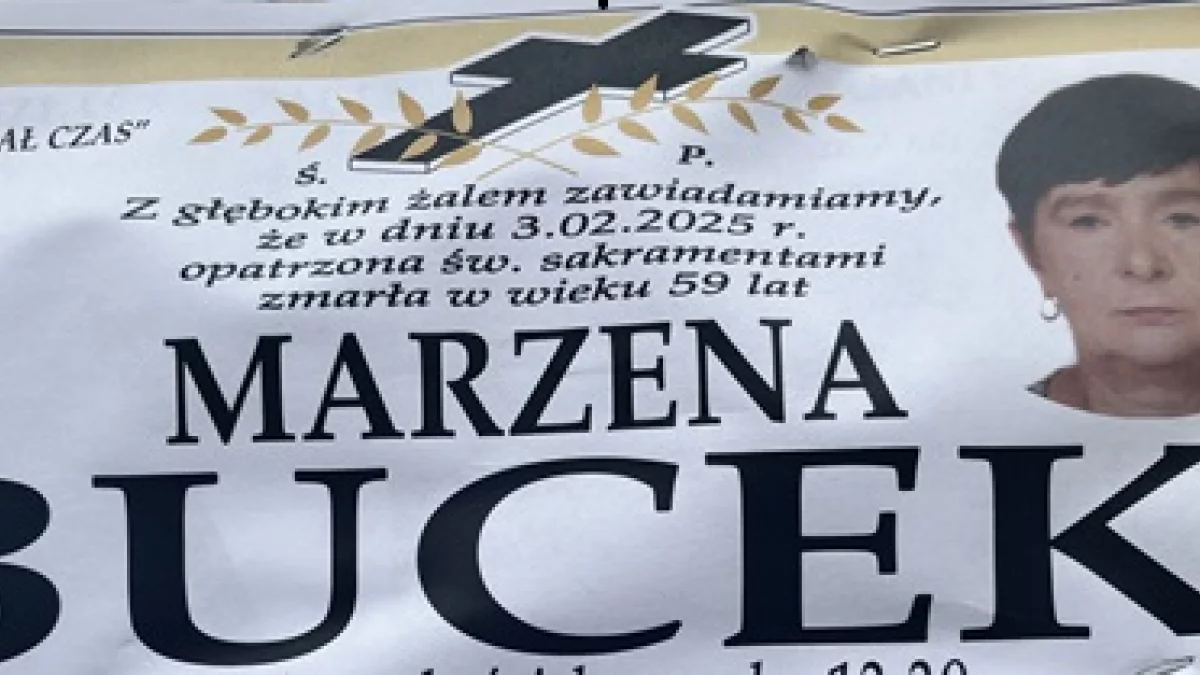 AŁ CZAS"
Ś. P.
Z głębokim żalem zawiadamiamy,
że w dniu 3.02.2025 r.
opatrzona św. sakramentami
zmarła w wieku 59 lat
MARZENA
BUCEK